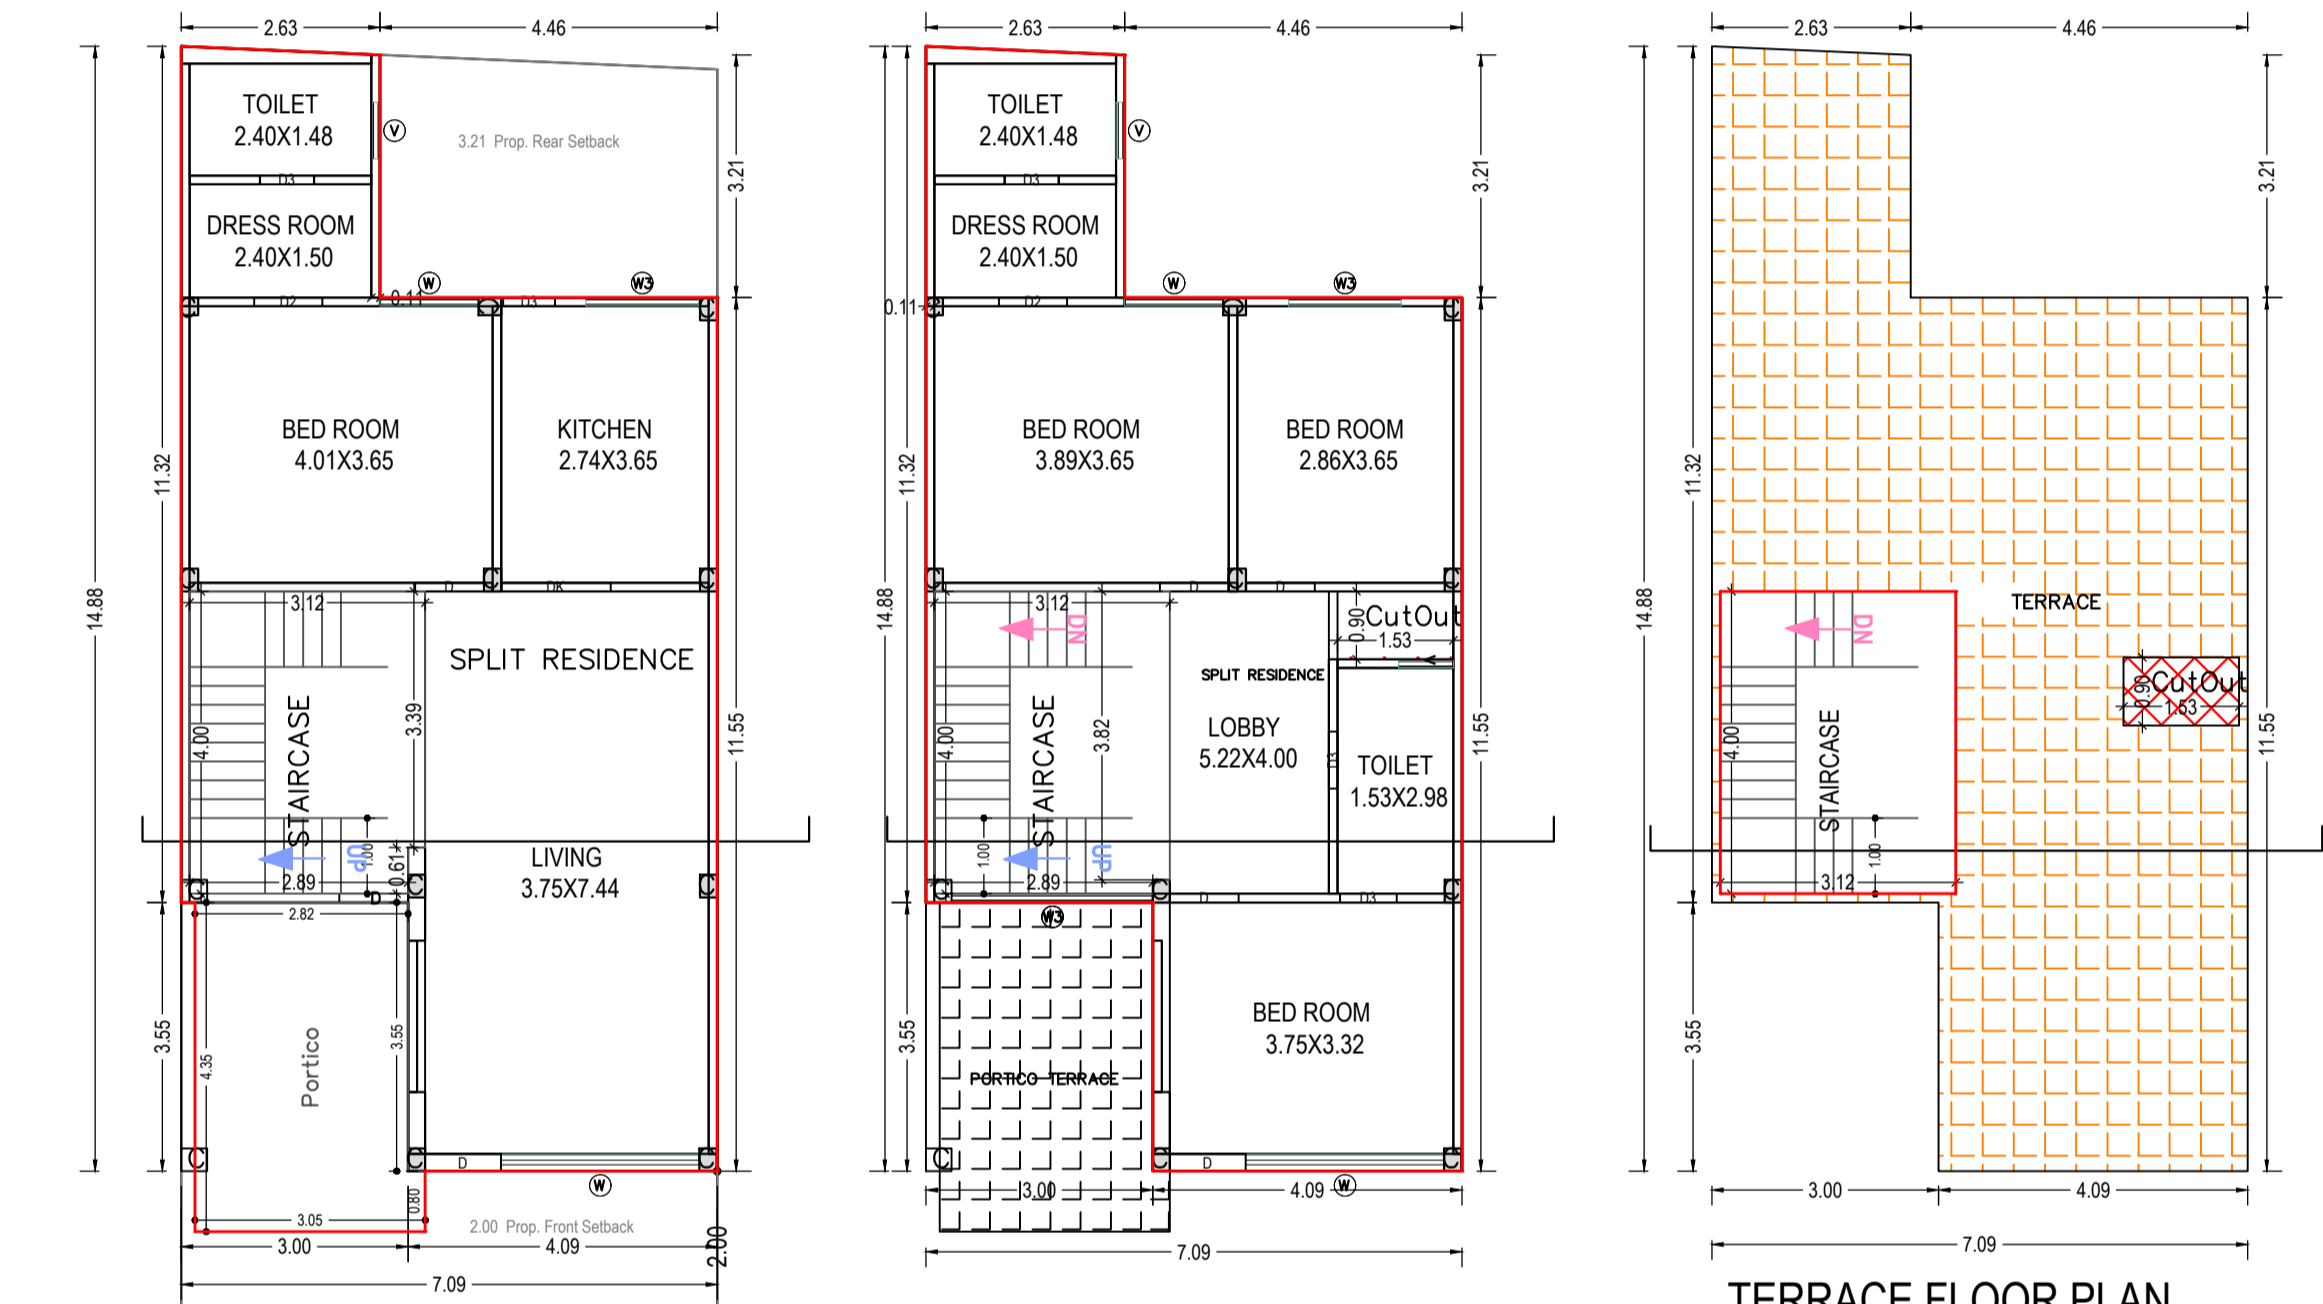 2.63
4.46
14.88
11.32
TOILET
2.40X1.48
V
3.21 Prop. Rear Setback
3.21
D3
DRESS ROOM
2.40X1.50
W
W3
D2
0.11
D3
BED ROOM
4.01X3.65
KITCHEN
2.74X3.65
D
DK
3.12
SPLIT RESIDENCE
4.00
STAIRCASE
3.39
11.55
UP
1.00
0.61
LIVING
3.75X7.44
2.89
D
2.82
3.55
4.35
Portico
3.55
C
D
W
3.05
0.80
2.00 Prop. Front Setback
3.00
4.09
2.00
7.09
2.63
4.46
14.88
11.32
TOILET
2.40X1.48
V
3.21
D3
DRESS ROOM
2.40X1.50
W
W3
0.11
D2
BED ROOM
3.89X3.65
BED ROOM
2.86X3.65
D
D
3.12
DN
0.90
CutOut
1.53
SPLIT RESIDENCE
4.00
STAIRCASE
3.82
LOBBY
5.22X4.00
D3
TOILET
1.53X2.98
11.55
1.00
UP
2.89
D
D3
W3
3.55
PORTICO TERRACE
BED ROOM
3.75X3.32
C
D
W
3.00
4.09
7.09
2.63
4.46
14.88
11.32
3.21
TERRACE
DN
4.00
STAIRCASE
0.90
CutOut
1.53
11.55
1.00
3.12
3.55
3.00
4.09
7.09
TERRACE FLOOR PLAN